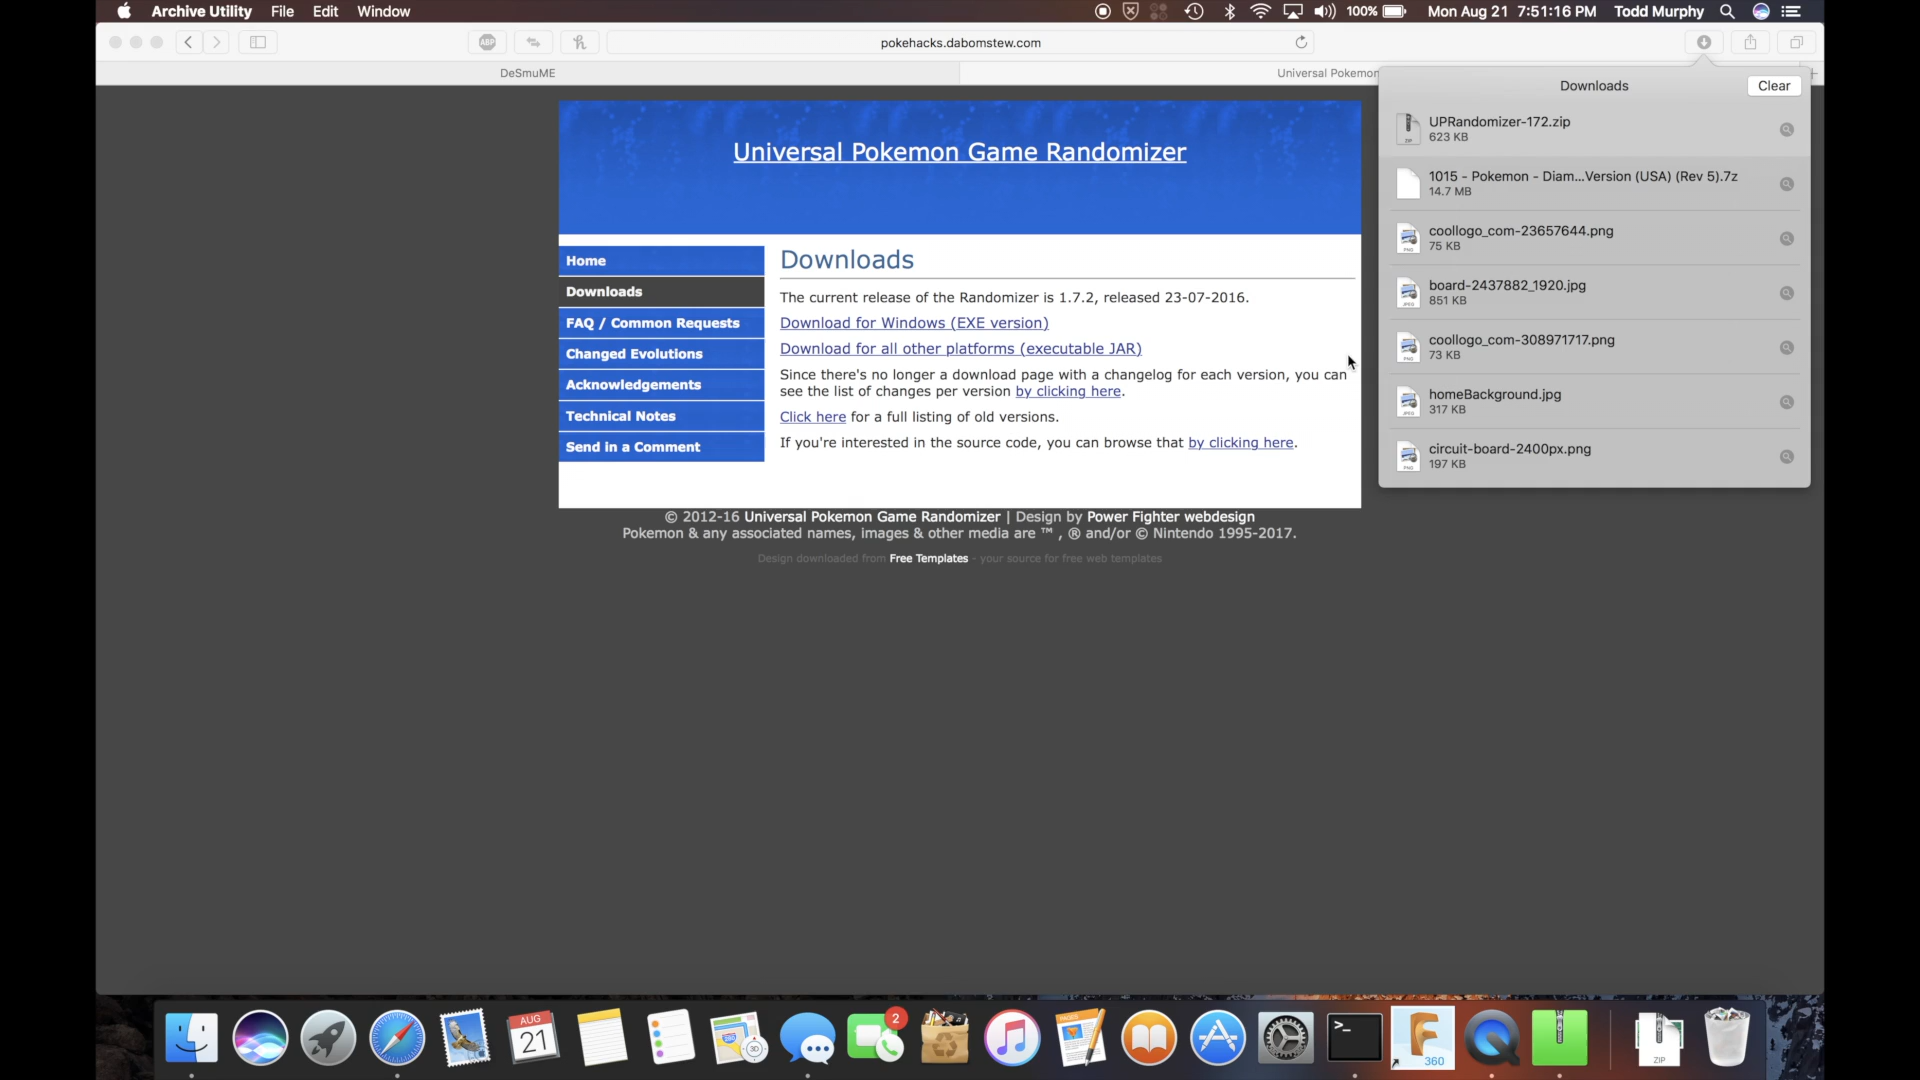 Archive Utility File Edit Window
100% Mon Aug 21 7:51:16 PM Todd Murphy
ABP
pokehacks.dabomstew.com
DeSmuME
Universal Pokemon
Universal Pokemon Game Randomizer
Home
Downloads
FAQ / Common Requests
Changed Evolutions
Acknowledgements
Technical Notes
Send in a Comment
Downloads
The current release of the Randomizer is 1.7.2, released 23-07-2016.
Download for Windows (EXE version)
Download for all other platforms (executable JAR)
Since there's no longer a download page with a changelog for each version, you can
see the list of changes per version by clicking here.
Click here for a full listing of old versions.
If you're interested in the source code, you can browse that by clicking here.
© 2012-16 Universal Pokemon Game Randomizer | Design by Power Fighter webdesign
Pokemon & any associated names, images & other media are ™ , ® and/or © Nintendo 1995-2017.
Design downloaded from Free Templates - your source for free web templates
Downloads
Clear
UPRandomizer-172.zip
623 KB
ZIP
1015 - Pokemon - Diam...Version (USA) (Rev 5).7z
14.7 MB
coollogo_com-23657644.png
75 KB
PNG
board-2437882_1920.jpg
851 KB
JPEG
coollogo_com-308971717.png
73 KB
PNG
homeBackground.jpg
317 KB
JPEG
circuit-board-2400px.png
197 KB
PNG
AUG
21
30
2
PAGES
>_
F
360
ZIP